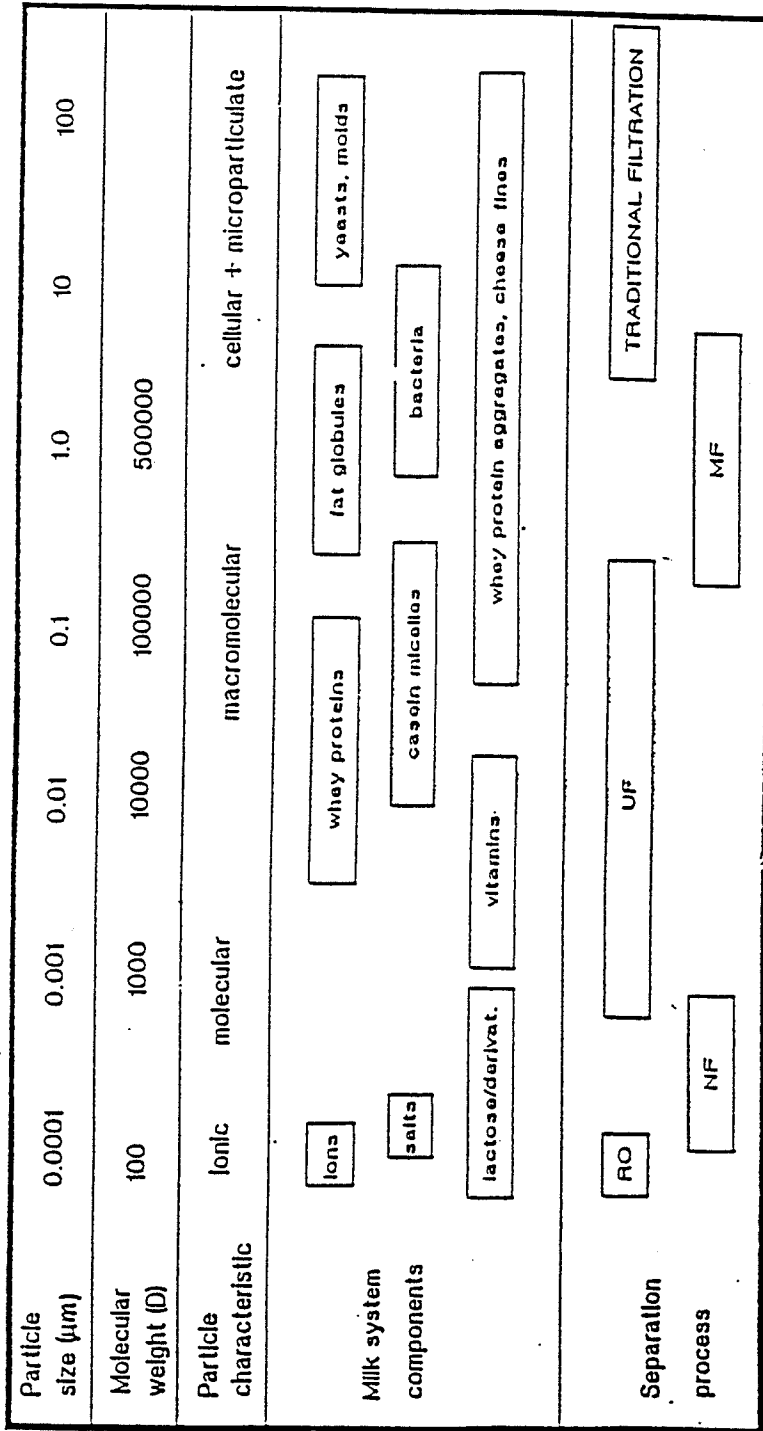 Particle size (µm) 0.0001 0.001 0.01 0.1 1.0 10 100
Molecular weight (D) 100 1000 10000 100000 500000
Particle characteristic Ionic molecular macromolecular cellular + microparticulate
Milk system components
Ions whey proteins fat globules yeasts, molds
salts casein micelles bacteria
lactose/derivat. vitamins whey protein aggregates, cheese fines
Separation process
RO UF TRADITIONAL FILTRATION
NF MF